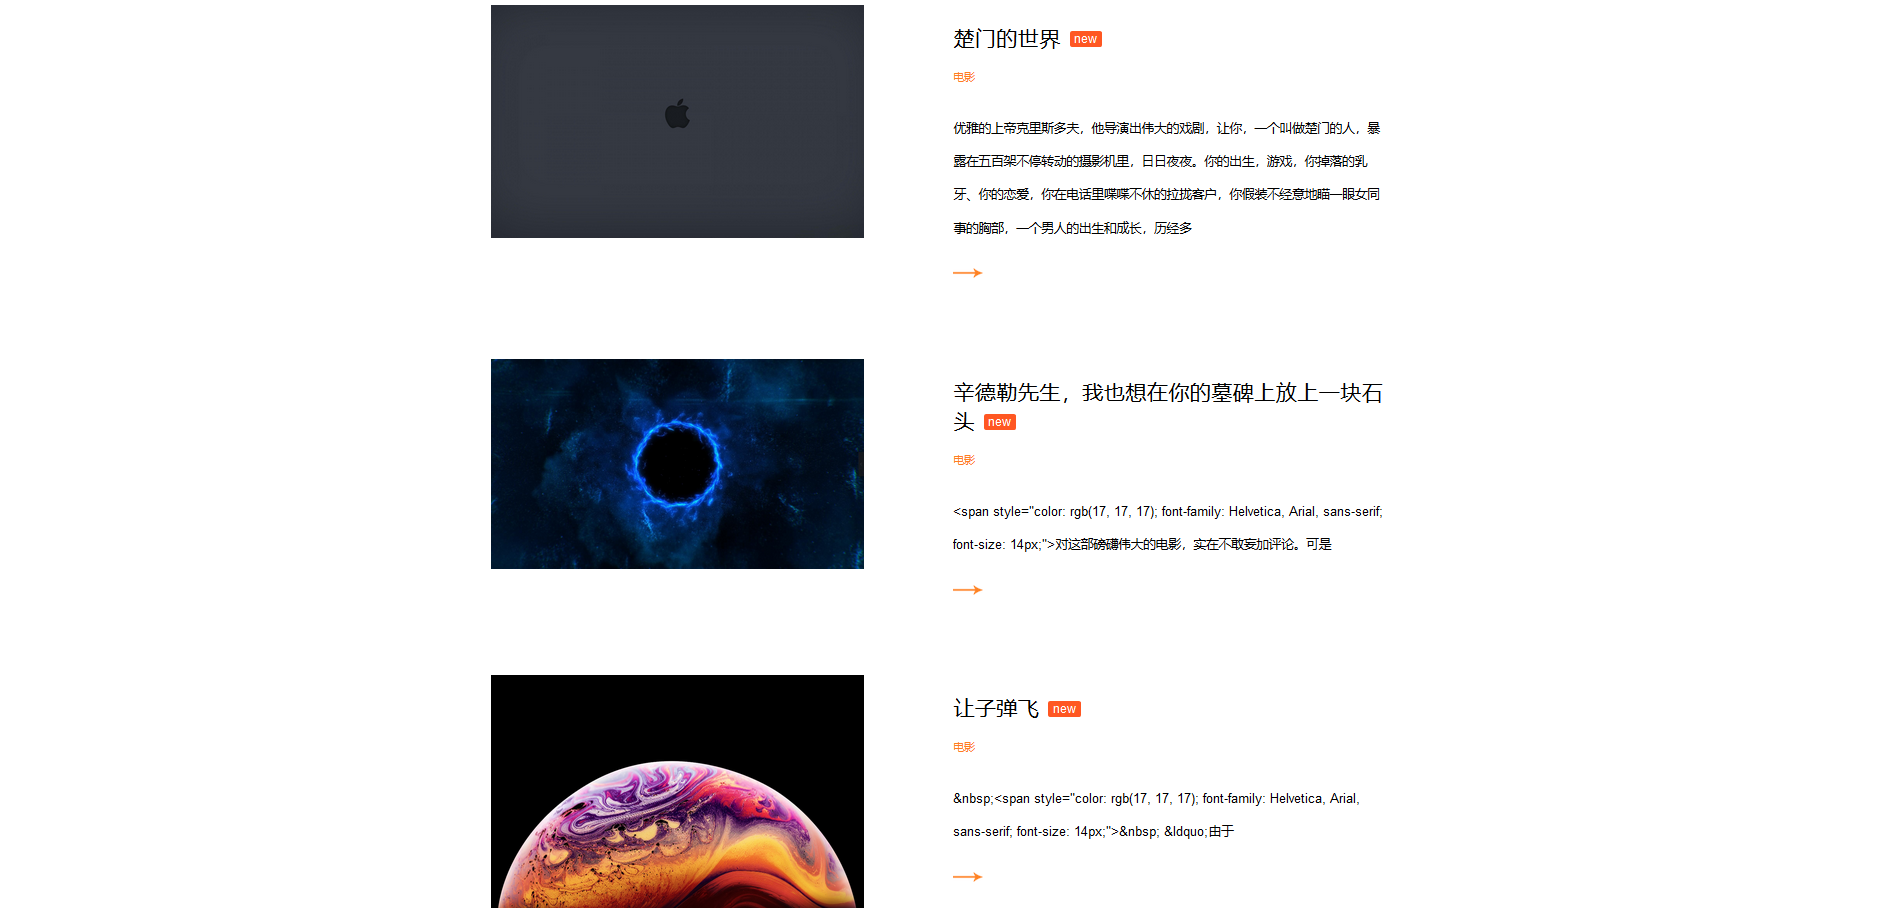 楚门的世界 new
电影
优雅的上帝克里斯多夫，他导演出伟大的戏剧，让你，一个叫做楚门的人，暴
露在五百架不停转动的摄影机里，日日夜夜。你的出生，游戏，你掉落的乳
牙、你的恋爱，你在电话里喋喋不休的拉拢客户，你假装不经意地瞄一眼女同
事的胸部，一个男人的出生和成长，历经多
辛德勒先生，我也想在你的墓碑上放上一块石
头 new
电影
<span style="color: rgb(17, 17, 17); font-family: Helvetica, Arial, sans-serif;
font-size: 14px;">对这部磅礴伟大的电影，实在不敢妄加评论。可是
让子弹飞 new
电影
&nbsp;<span style="color: rgb(17, 17, 17); font-family: Helvetica, Arial,
sans-serif; font-size: 14px;">&nbsp; &ldquo;由于